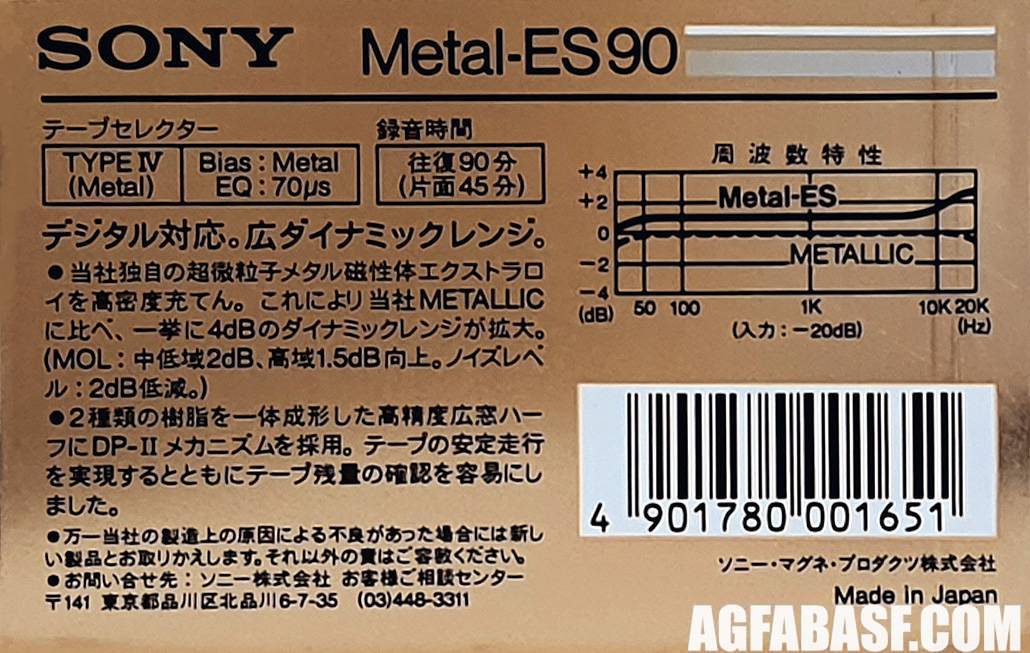 SONY Metal-ES 90
テープセレクター
TYPE IV
(Metal)
Bias : Metal
EQ : 70μs
録音時間
往復90分
(片面45分)
デジタル対応。広ダイナミックレンジ。
●当社独自の超微粒子メタル磁性体エクストラロ
イを高密度充てん。これにより当社METALLIC
に比べ、一挙に4dBのダイナミックレンジが拡大。
(MOL : 中低域2dB、高域1.5dB向上。ノイズレベ
ル : 2dB低減。)
●2種類の樹脂を一体成形した高精度広窓ハー
フにDP-II メカニズムを採用。テープの安定走行
を実現するとともにテープ残量の確認を容易にし
ました。
●万一当社の製造上の原因による不良があった場合には新し
い製品とお取りかえします。それ以外の責はご容赦ください。
●お問い合せ先 : ソニー株式会社 お客様ご相談センター
〒141 東京都品川区北品川6-7-35 (03)448-3311
周波数特性
+4
+2
0
-2
-4
(dB)
Metal-ES
METALLIC
50 100 1K 10K 20K
(Hz)
(入力 : -20dB)
4 901780 001651
ソニー・マグネ・プロダクツ株式会社
Made in Japan
AGFABASF.COM